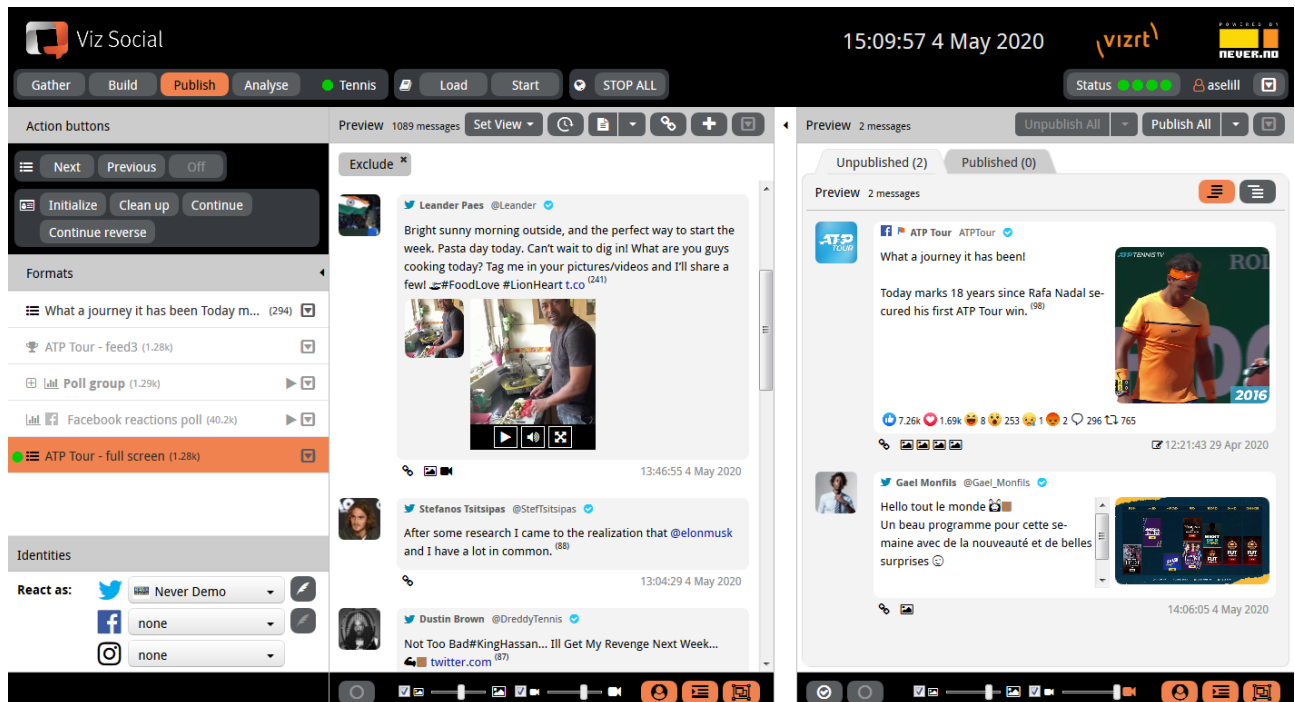 Viz Social
15:09:57 4 May 2020
vizrt
POWERED BY
NEVER.NO
Gather Build Publish Analyse
Tennis
Load Start
STOP ALL
Status
aselill
Action buttons
Next Previous Off
Initialize Clean up Continue
Continue reverse
Formats
What a journey it has been Today m... (294)
ATP Tour - feed3 (1.28k)
Poll group (1.29k)
Facebook reactions poll (40.2k)
ATP Tour - full screen (1.28k)
Identities
React as:
Never Demo
none
none
Preview 1089 messages Set View
Exclude ×
Leander Paes @Leander
Bright sunny morning outside, and the perfect way to start the
week. Pasta day today. Can't wait to dig in! What are you guys
cooking today? Tag me in your pictures/videos and I'll share a
few! 🍝#FoodLove #LionHeart t.co (241)
13:46:55 4 May 2020
Stefanos Tsitsipas @StefTsitsipas
After some research I came to the realization that @elonmusk
and I have a lot in common. (88)
13:04:29 4 May 2020
Dustin Brown @DreddyTennis
Not Too Bad#KingHassan... Ill Get My Revenge Next Week...
twitter.com (87)
Preview 2 messages
Unpublish All Publish All
Unpublished (2) Published (0)
Preview 2 messages
ATP TOUR
ATP Tour ATPTour
What a journey it has been!
Today marks 18 years since Rafa Nadal se-
cured his first ATP Tour win. (98)
ATP TENNISTV
ROL
2016
7.26k 1.69k 8 253 1 2 296 765
12:21:43 29 Apr 2020
Gael Monfils @Gael_Monfils
Hello tout le monde
Un beau programme pour cette se-
maine avec de la nouveauté et de belles
surprises
14:06:05 4 May 2020